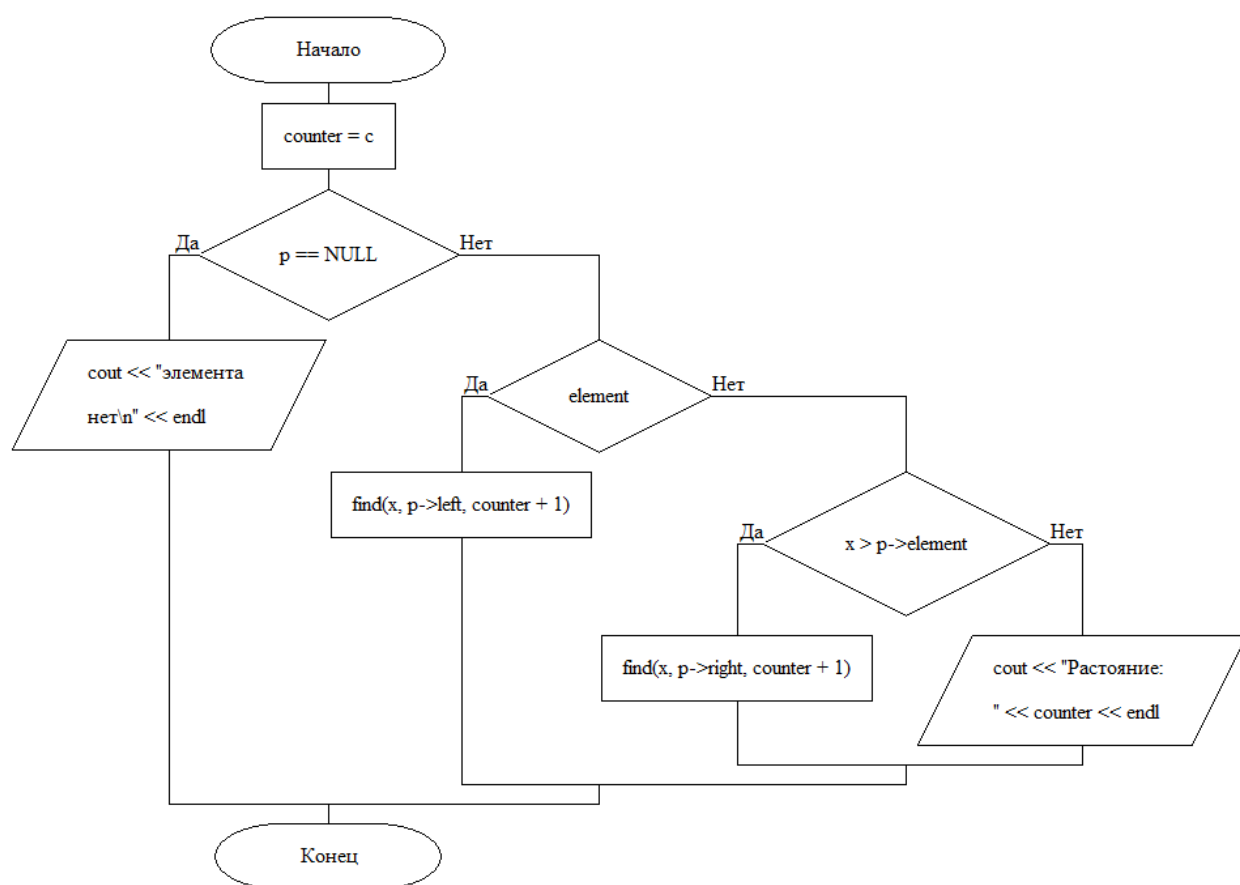 Начало
counter = c
Да
Нет
p == NULL
cout << "элемента
нет\n" << endl
Да
Нет
element
find(x, p->left, counter + 1)
Да
Нет
x > p->element
find(x, p->right, counter + 1)
cout << "Растояние:
" << counter << endl
Конец